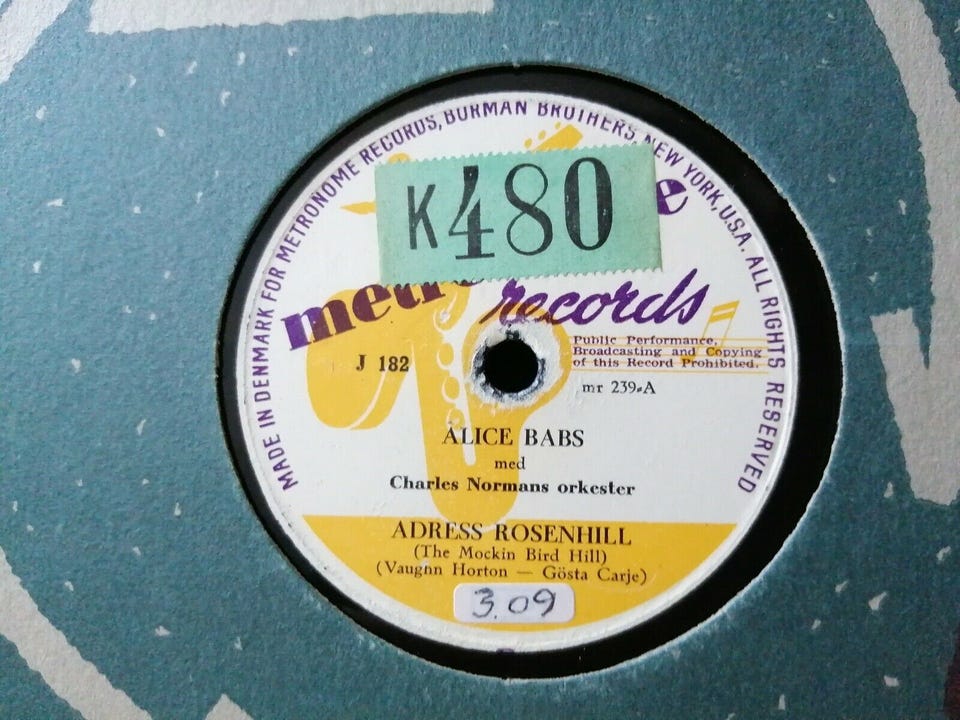 MADE IN DENMARK FOR METRONOME RECORDS, BORMAN BROTHERS, NEW YORK, U.S.A. ALL RIGHTS RESERVED
K480
records
Public Performance,
Broadcasting and Copying
of this Record Prohibited.
J 182
mr 239-A
ALICE BABS
med
Charles Normans orkester
ADRESS ROSENHILL
(The Mockin Bird Hill)
(Vaughn Horton — Gösta Carje)
3.09